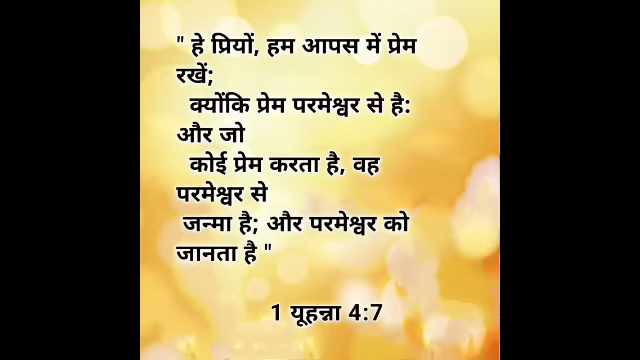 " हे प्रियों, हम आपस में प्रेम
रखें;
क्योंकि प्रेम परमेश्वर से है:
और जो
कोई प्रेम करता है, वह
परमेश्वर से
जन्मा है; और परमेश्वर को
जानता है "
1 यूहन्ना 4:7